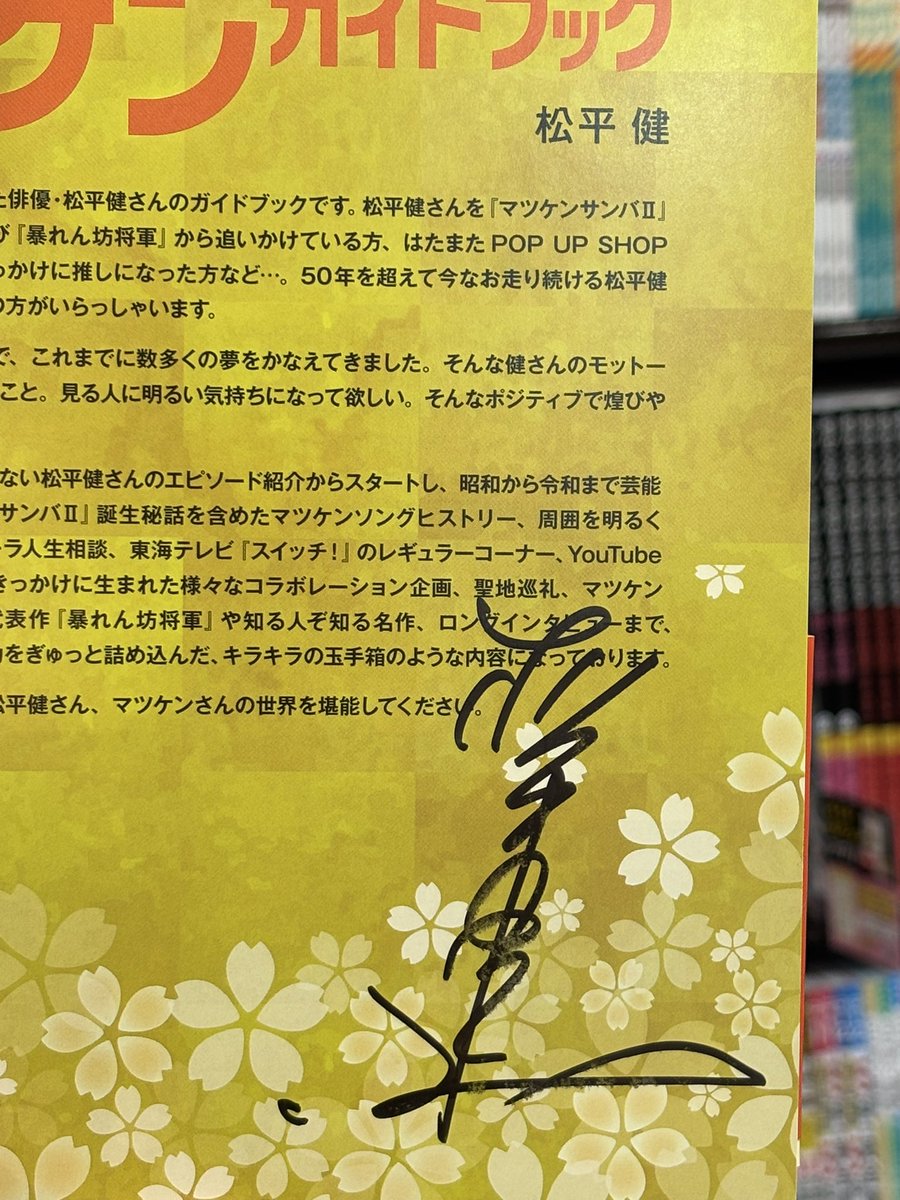 ケンガイドブック
松平 健
た俳優・松平健さんのガイドブックです。松平健さんを『マツケンサンバⅡ』
び『暴れん坊将軍』から追いかけている方、はたまたPOP UP SHOP
っかけに推しになった方など…。50年を超えて今なお走り続ける松平健
の方がいらっしゃいます。
で、これまでに数多くの夢をかなえてきました。そんな健さんのモットー
こと。見る人に明るい気持ちになって欲しい。そんなポジティブで煌びや
ない松平健さんのエピソード紹介からスタートし、昭和から令和まで芸能
サンバⅡ』誕生秘話を含めたマツケンソングヒストリー、周囲を明るく
ラ人生相談、東海テレビ『スイッチ!』のレギュラーコーナー、YouTube
きっかけに生まれた様々なコラボレーション企画、聖地巡礼、マツケン
代表作『暴れん坊将軍』や知る人ぞ知る名作、ロングインタビューまで、
をぎゅっと詰め込んだ、キラキラの玉手箱のような内容になっております。
松平健さん、マツケンさんの世界を堪能してください。
松平健